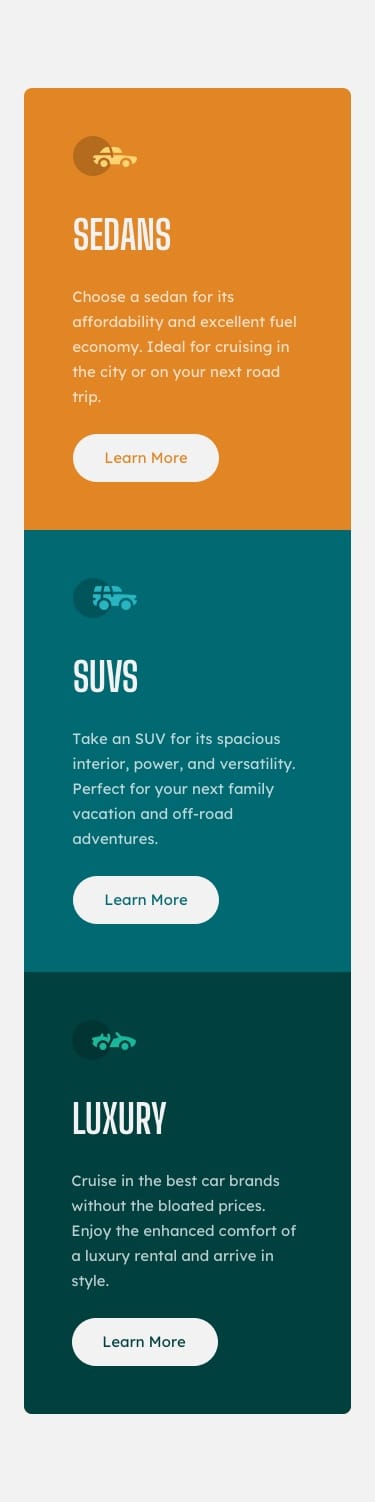 SEDANS
Choose a sedan for its
affordability and excellent fuel
economy. Ideal for cruising in
the city or on your next road
trip.
Learn More
SUVS
Take an SUV for its spacious
interior, power, and versatility.
Perfect for your next family
vacation and off-road
adventures.
Learn More
LUXURY
Cruise in the best car brands
without the bloated prices.
Enjoy the enhanced comfort of
a luxury rental and arrive in
style.
Learn More